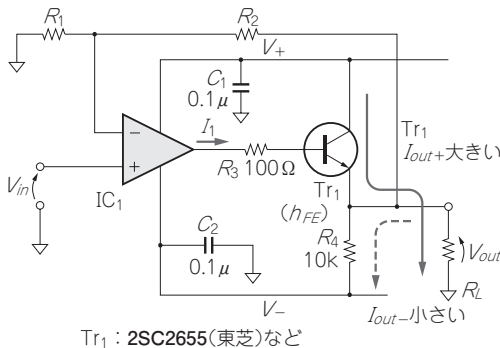 R1
R2
V+
C1
0.1μ
I1
Tr1
Iout+大きい
−
+
R3 100Ω
Tr1
(hFE)
IC1
Vin
C2
0.1μ
R4
10k
Vout
RL
V−
Iout−小さい
Tr1：2SC2655(東芝)など